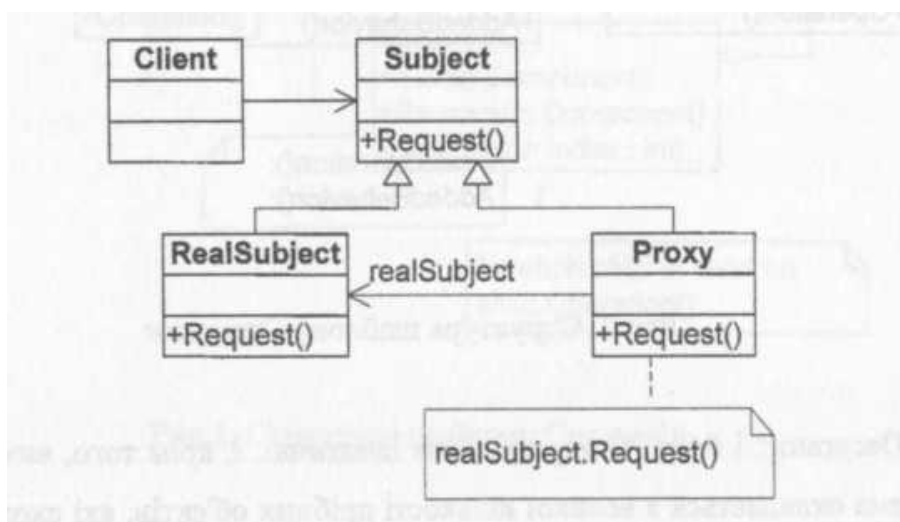 Client
Subject
+Request()
RealSubject
realSubject
Proxy
+Request()
+Request()
realSubject.Request()